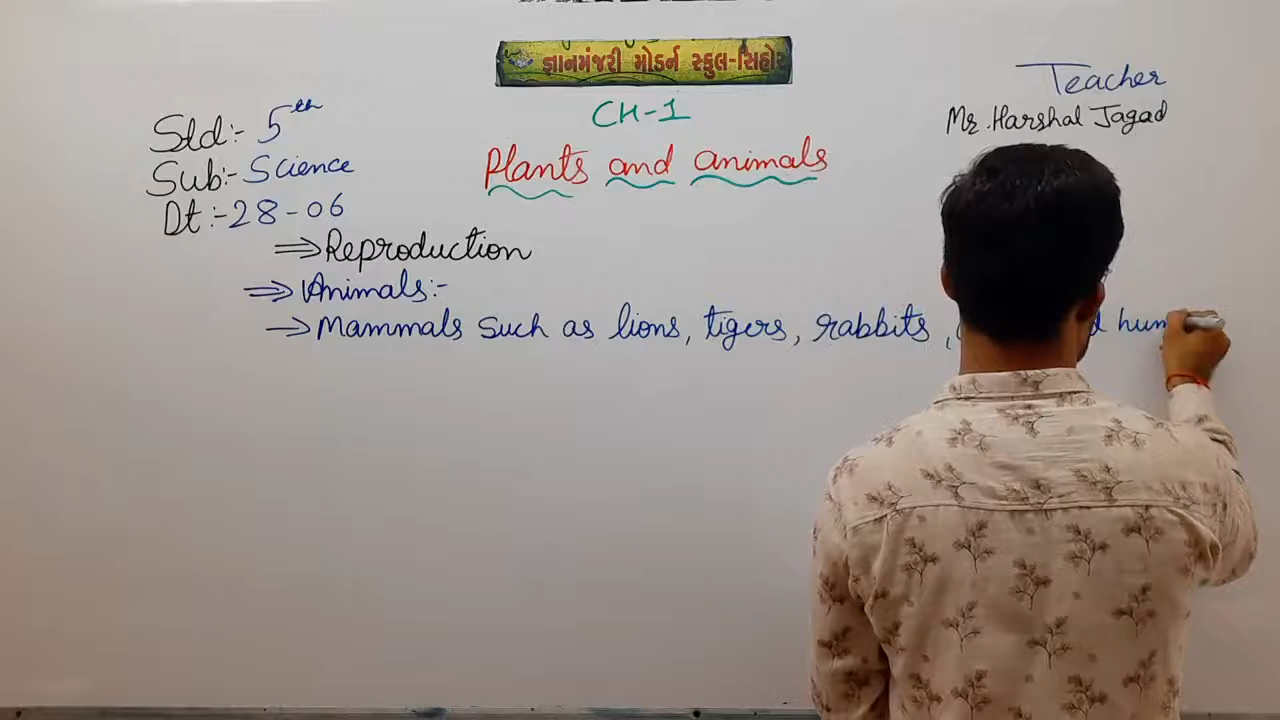 જ્ઞાનમંજરી મોડર્ન સ્કુલ-સિહોર
Teacher
CH-1
Mr. Harshal Jagad
Std:- 5th
Plants and animals
Sub:- Science
Dt:- 28-06
⇒ Reproduction
⇒ Animals:-
→ Mammals such as lions, tigers, rabbits,